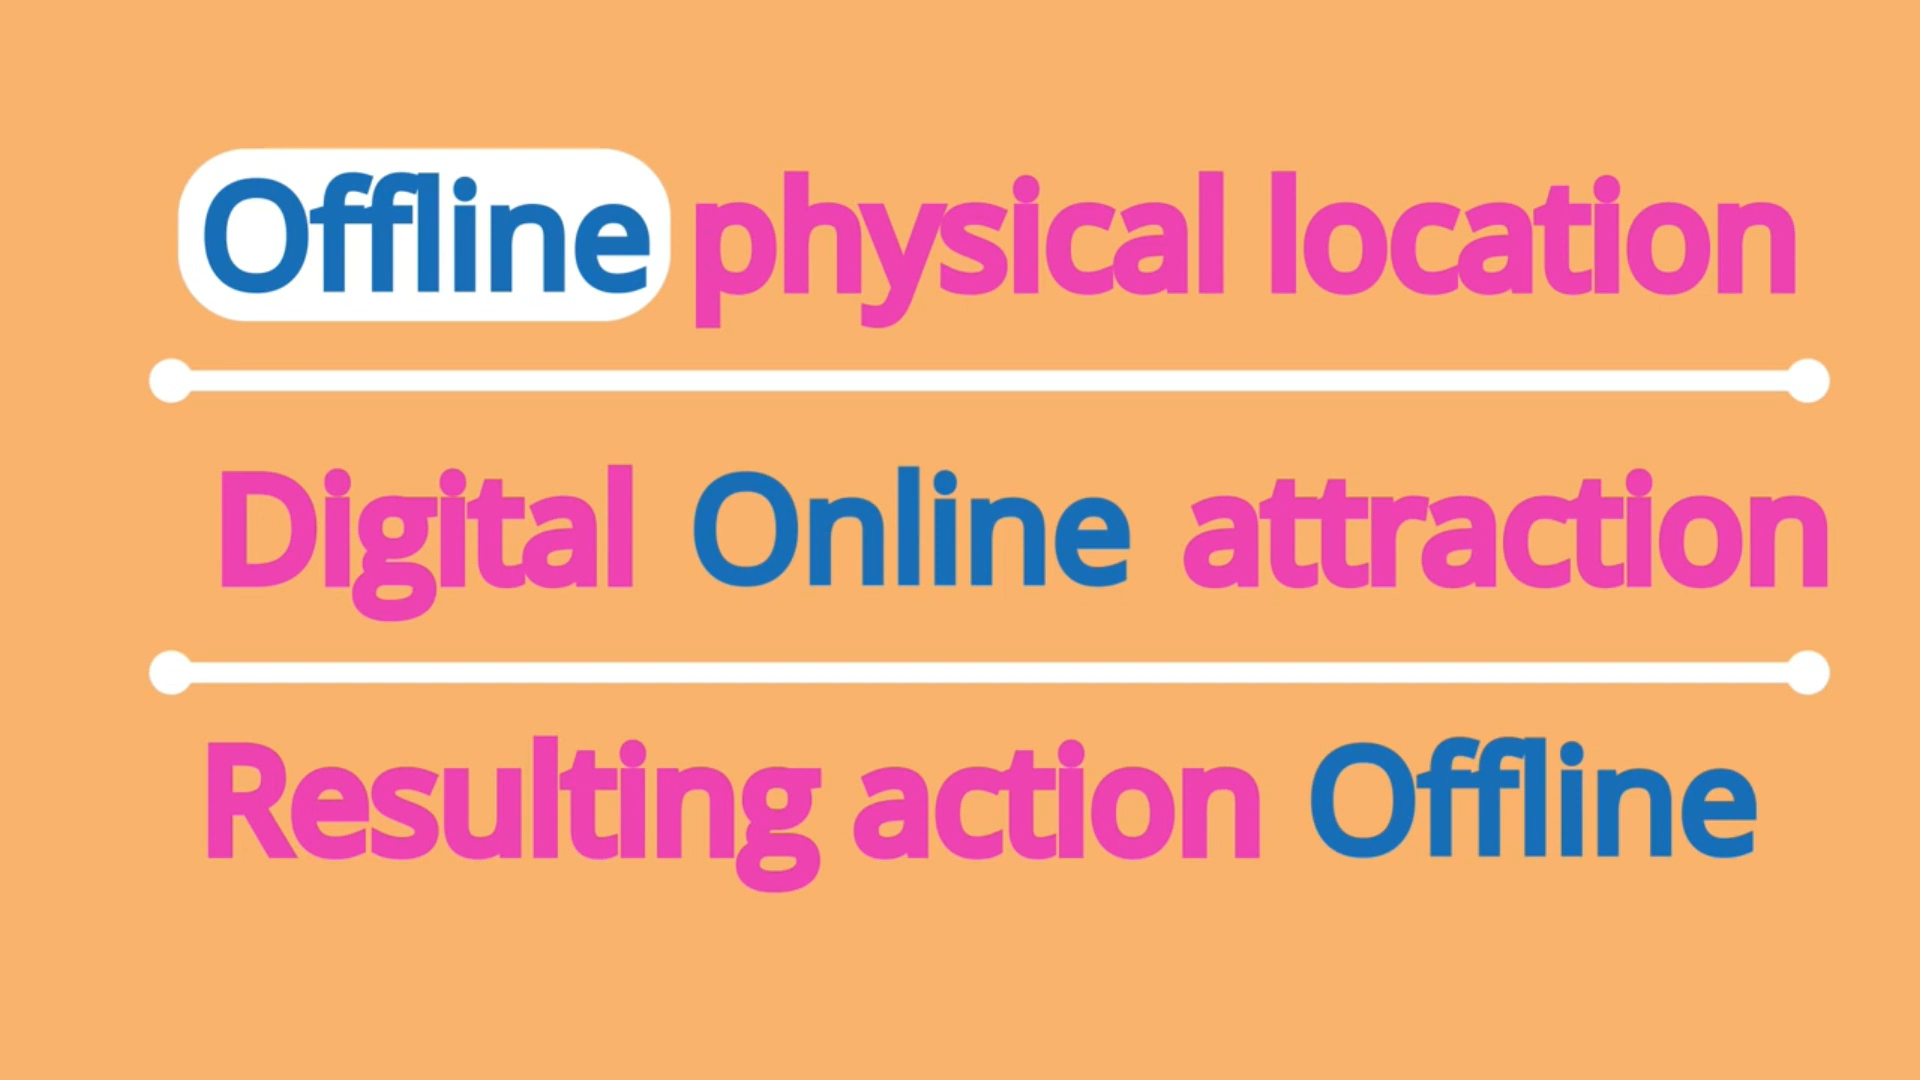 Offline physical location
Digital Online attraction
Resulting action Offline